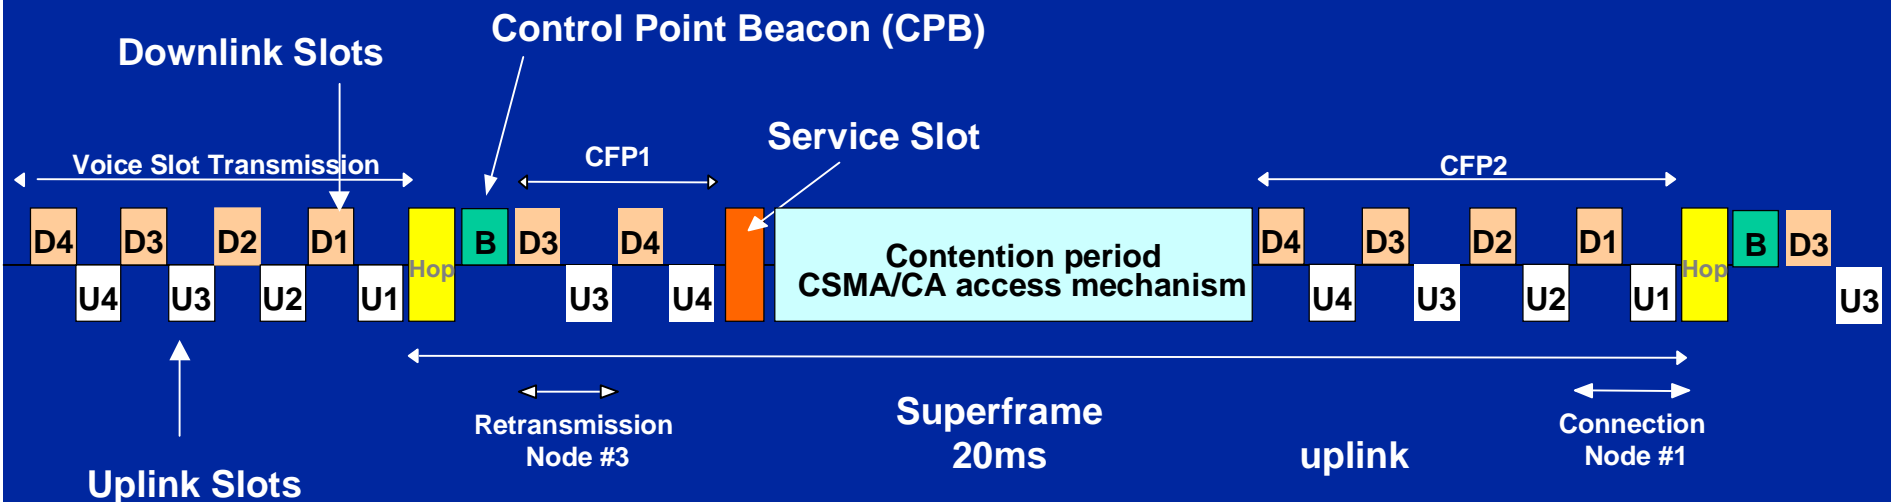 Control Point Beacon (CPB)
Downlink Slots
Service Slot
Voice Slot Transmission
CFP1
CFP2
D4 D3 D2 D1 Hop B D3 D4 D4 D3 D2 D1 Hop B D3
Contention period
CSMA/CA access mechanism
U4 U3 U2 U1 U3 U4 U4 U3 U2 U1 U3
Superframe
20ms
Retransmission
Node #3
uplink
Connection
Node #1
Uplink Slots